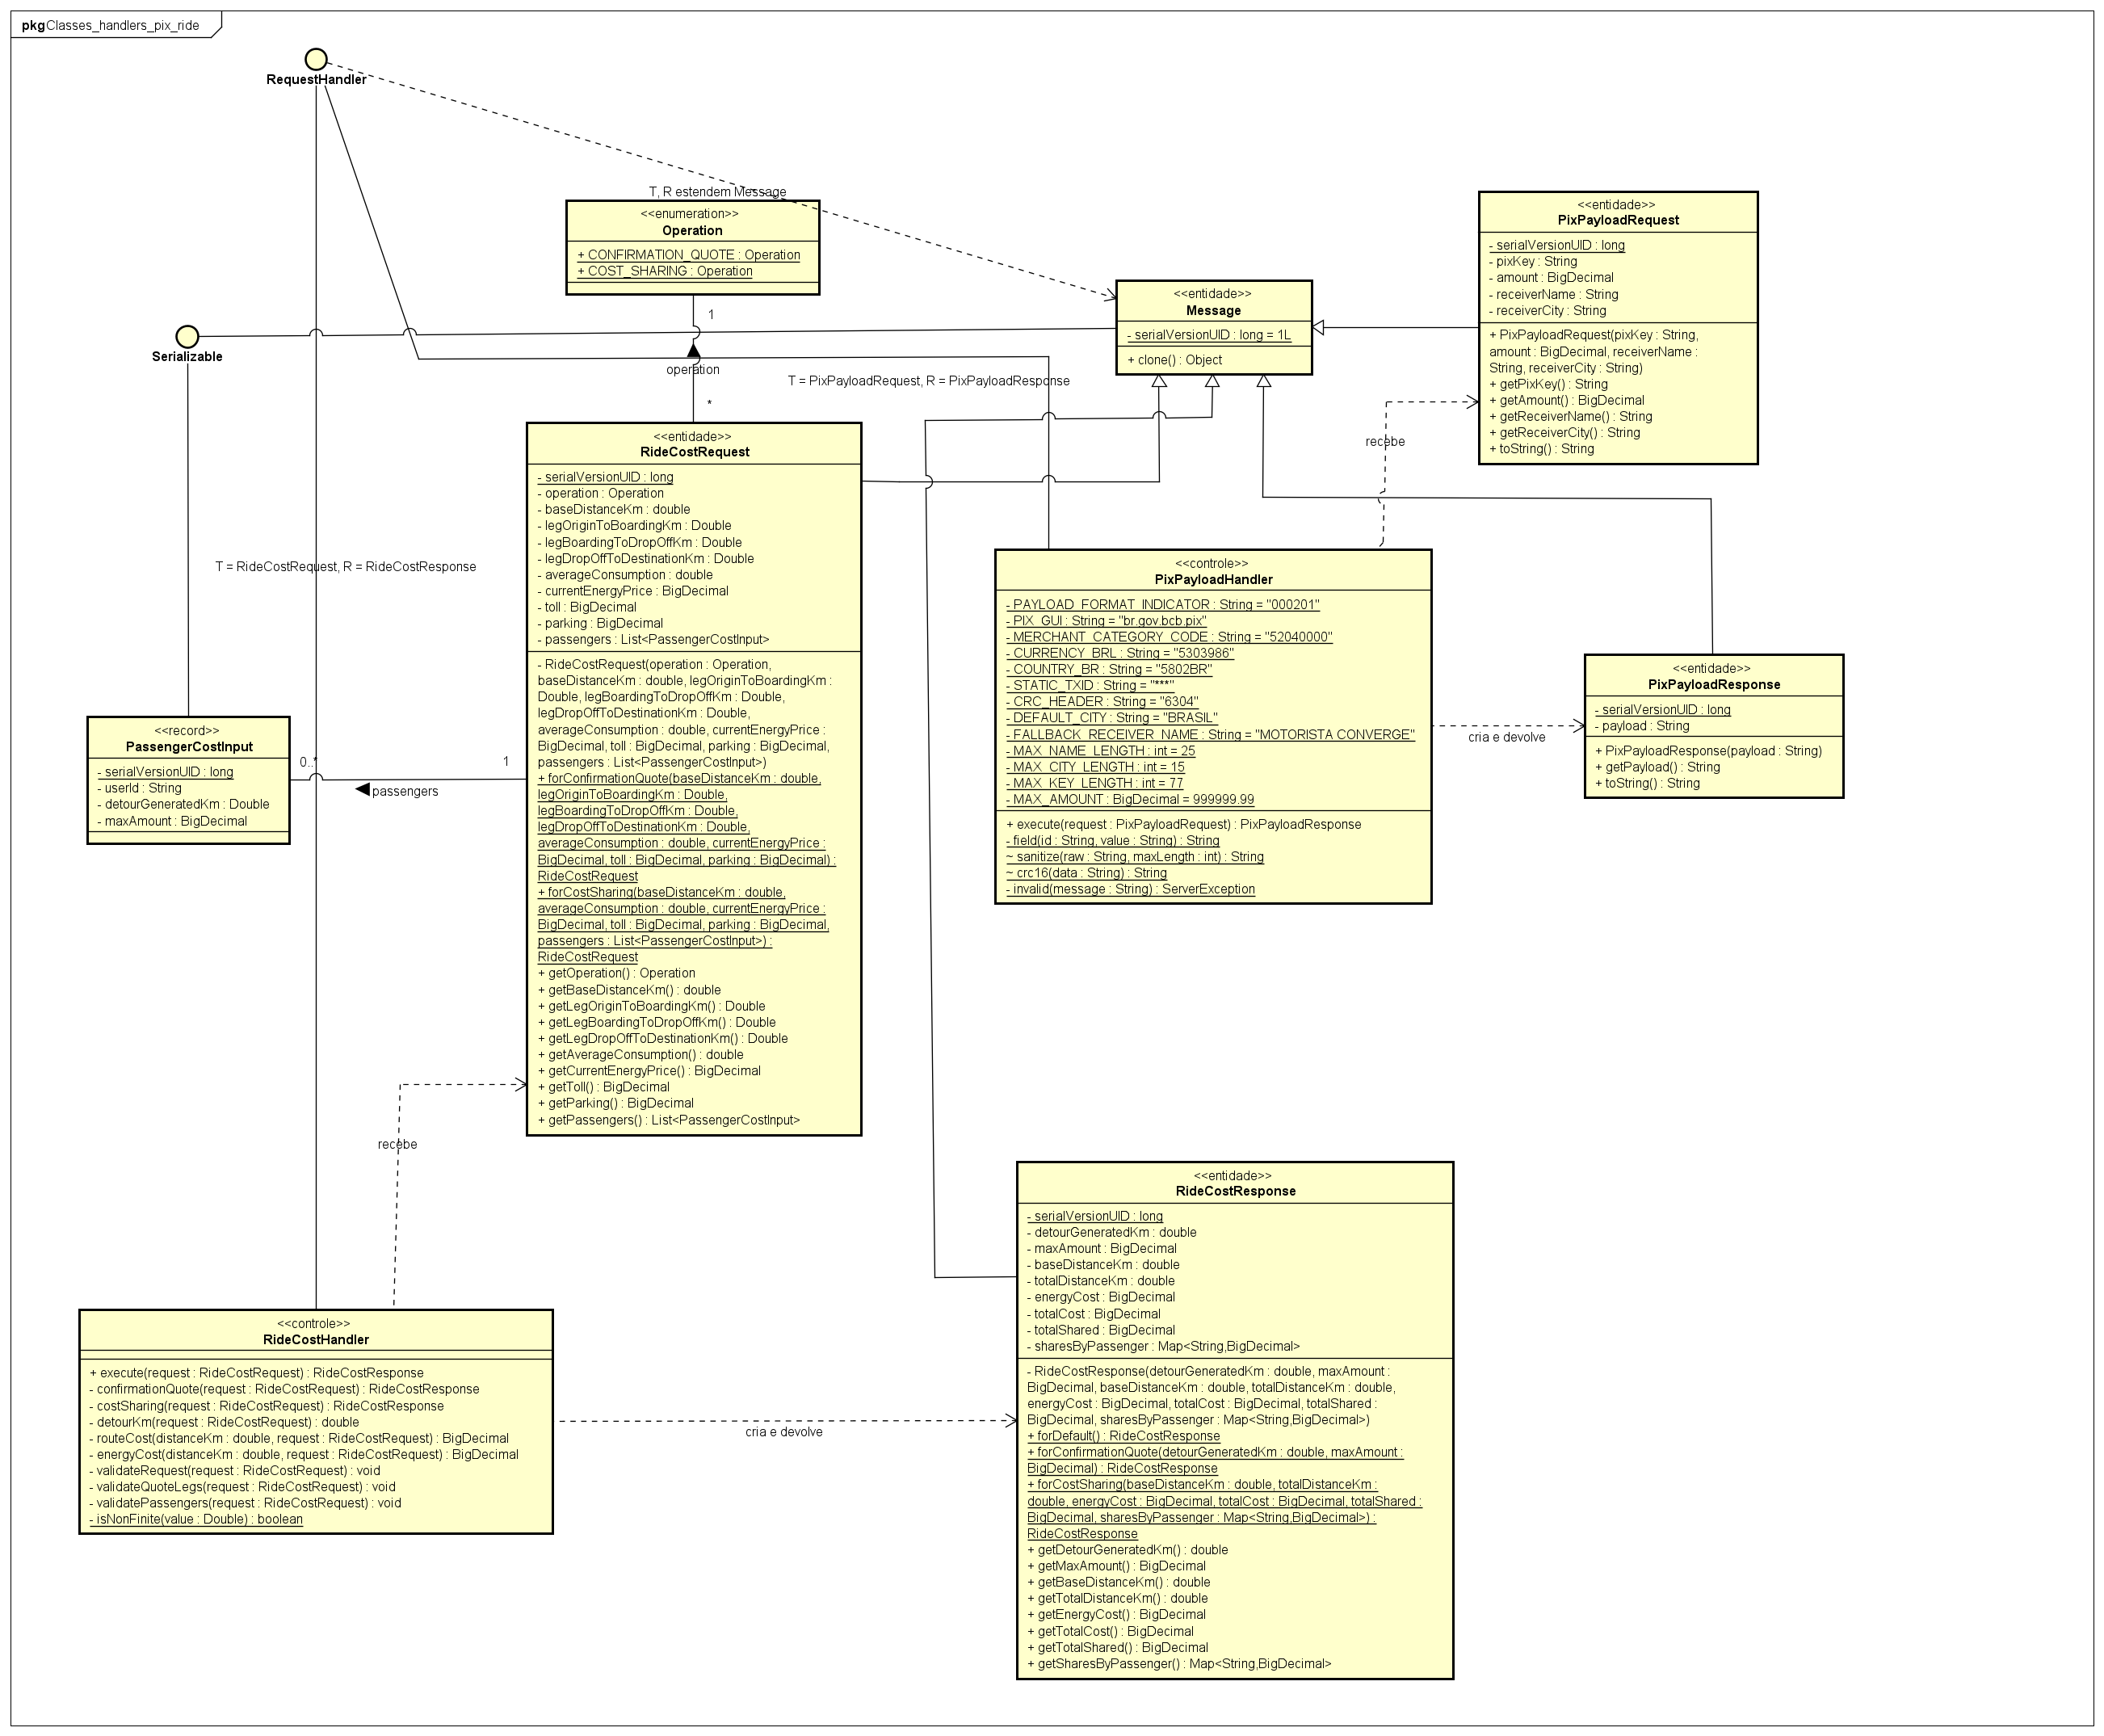 pkg Classes_handlers_pix_ride
RequestHandler
T, R estendem Message
<<enumeration>>
Operation
+ CONFIRMATION_QUOTE : Operation
+ COST_SHARING : Operation
1
operation
*
Serializable
<<entidade>>
Message
- serialVersionUID : long = 1L
+ clone() : Object
<<entidade>>
PixPayloadRequest
- serialVersionUID : long
- pixKey : String
- amount : BigDecimal
- receiverName : String
- receiverCity : String
+ PixPayloadRequest(pixKey : String,
amount : BigDecimal, receiverName :
String, receiverCity : String)
+ getPixKey() : String
+ getAmount() : BigDecimal
+ getReceiverName() : String
+ getReceiverCity() : String
+ toString() : String
T = PixPayloadRequest, R = PixPayloadResponse
recebe
<<entidade>>
RideCostRequest
- serialVersionUID : long
- operation : Operation
- baseDistanceKm : double
- legOriginToBoardingKm : Double
- legBoardingToDropOffKm : Double
- legDropOffToDestinationKm : Double
- averageConsumption : double
- currentEnergyPrice : BigDecimal
- toll : BigDecimal
- parking : BigDecimal
- passengers : List<PassengerCostInput>
- RideCostRequest(operation : Operation,
baseDistanceKm : double, legOriginToBoardingKm :
Double, legBoardingToDropOffKm : Double,
legDropOffToDestinationKm : Double,
averageConsumption : double, currentEnergyPrice :
BigDecimal, toll : BigDecimal, parking : BigDecimal,
passengers : List<PassengerCostInput>)
+ forConfirmationQuote(baseDistanceKm : double,
legOriginToBoardingKm : Double,
legBoardingToDropOffKm : Double,
legDropOffToDestinationKm : Double,
averageConsumption : double, currentEnergyPrice :
BigDecimal, toll : BigDecimal, parking : BigDecimal) :
RideCostRequest
+ forCostSharing(baseDistanceKm : double,
averageConsumption : double, currentEnergyPrice :
BigDecimal, toll : BigDecimal, parking : BigDecimal,
passengers : List<PassengerCostInput>) :
RideCostRequest
+ getOperation() : Operation
+ getBaseDistanceKm() : double
+ getLegOriginToBoardingKm() : Double
+ getLegBoardingToDropOffKm() : Double
+ getLegDropOffToDestinationKm() : Double
+ getAverageConsumption() : double
+ getCurrentEnergyPrice() : BigDecimal
+ getToll() : BigDecimal
+ getParking() : BigDecimal
+ getPassengers() : List<PassengerCostInput>
T = RideCostRequest, R = RideCostResponse
<<controle>>
PixPayloadHandler
- PAYLOAD_FORMAT_INDICATOR : String = "000201"
- PIX_GUI : String = "br.gov.bcb.pix"
- MERCHANT_CATEGORY_CODE : String = "52040000"
- CURRENCY_BRL : String = "5303986"
- COUNTRY_BR : String = "5802BR"
- STATIC_TXID : String = "***"
- CRC_HEADER : String = "6304"
- DEFAULT_CITY : String = "BRASIL"
- FALLBACK_RECEIVER_NAME : String = "MOTORISTA CONVERGE"
- MAX_NAME_LENGTH : int = 25
- MAX_CITY_LENGTH : int = 15
- MAX_KEY_LENGTH : int = 77
- MAX_AMOUNT : BigDecimal = 999999.99
+ execute(request : PixPayloadRequest) : PixPayloadResponse
- field(id : String, value : String) : String
~ sanitize(raw : String, maxLength : int) : String
~ crc16(data : String) : String
- invalid(message : String) : ServerException
cria e devolve
<<entidade>>
PixPayloadResponse
- serialVersionUID : long
- payload : String
+ PixPayloadResponse(payload : String)
+ getPayload() : String
+ toString() : String
<<record>>
PassengerCostInput
- serialVersionUID : long
- userId : String
- detourGeneratedKm : Double
- maxAmount : BigDecimal
0..*
1
passengers
recebe
<<controle>>
RideCostHandler
+ execute(request : RideCostRequest) : RideCostResponse
- confirmationQuote(request : RideCostRequest) : RideCostResponse
- costSharing(request : RideCostRequest) : RideCostResponse
- detourKm(request : RideCostRequest) : double
- routeCost(distanceKm : double, request : RideCostRequest) : BigDecimal
- energyCost(distanceKm : double, request : RideCostRequest) : BigDecimal
- validateRequest(request : RideCostRequest) : void
- validateQuoteLegs(request : RideCostRequest) : void
- validatePassengers(request : RideCostRequest) : void
- isNonFinite(value : Double) : boolean
cria e devolve
<<entidade>>
RideCostResponse
- serialVersionUID : long
- detourGeneratedKm : double
- maxAmount : BigDecimal
- baseDistanceKm : double
- totalDistanceKm : double
- energyCost : BigDecimal
- totalCost : BigDecimal
- totalShared : BigDecimal
- sharesByPassenger : Map<String,BigDecimal>
- RideCostResponse(detourGeneratedKm : double, maxAmount :
BigDecimal, baseDistanceKm : double, totalDistanceKm : double,
energyCost : BigDecimal, totalCost : BigDecimal, totalShared :
BigDecimal, sharesByPassenger : Map<String,BigDecimal>)
+ forDefault() : RideCostResponse
+ forConfirmationQuote(detourGeneratedKm : double, maxAmount :
BigDecimal) : RideCostResponse
+ forCostSharing(baseDistanceKm : double, totalDistanceKm :
double, energyCost : BigDecimal, totalCost : BigDecimal, totalShared :
BigDecimal, sharesByPassenger : Map<String,BigDecimal>) :
RideCostResponse
+ getDetourGeneratedKm() : double
+ getMaxAmount() : BigDecimal
+ getBaseDistanceKm() : double
+ getTotalDistanceKm() : double
+ getEnergyCost() : BigDecimal
+ getTotalCost() : BigDecimal
+ getTotalShared() : BigDecimal
+ getSharesByPassenger() : Map<String,BigDecimal>